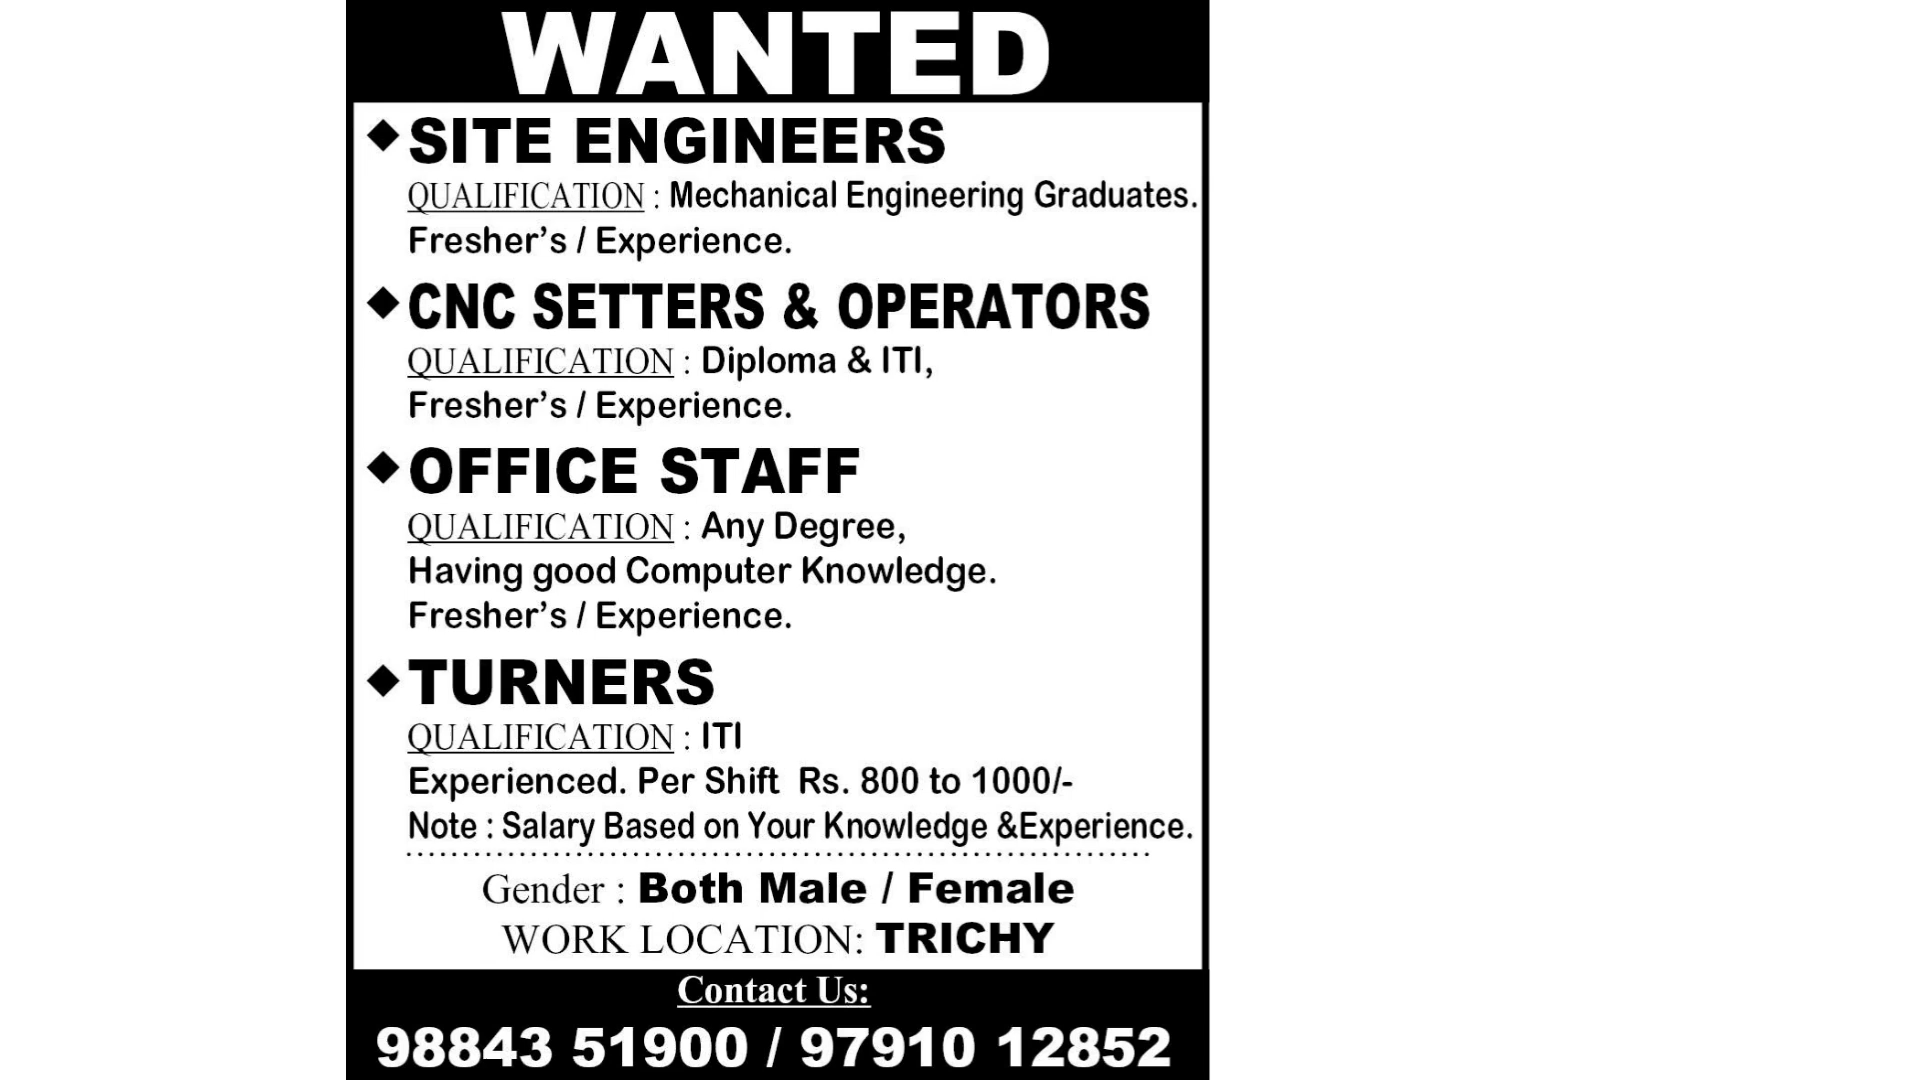 WANTED
SITE ENGINEERS
QUALIFICATION : Mechanical Engineering Graduates.
Fresher’s / Experience.
CNC SETTERS & OPERATORS
QUALIFICATION : Diploma & ITI,
Fresher’s / Experience.
OFFICE STAFF
QUALIFICATION : Any Degree,
Having good Computer Knowledge.
Fresher’s / Experience.
TURNERS
QUALIFICATION : ITI
Experienced. Per Shift  Rs. 800 to 1000/-
Note : Salary Based on Your Knowledge &Experience.
Gender : Both Male / Female
WORK LOCATION: TRICHY
Contact Us:
98843 51900 / 97910 12852